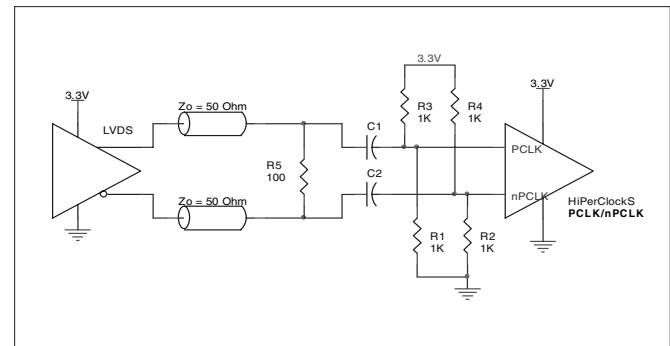 3.3V
3.3V
3.3V
Zo = 50 Ohm
LVDS
R3
1K
R4
1K
C1
PCLK
R5
100
C2
nPCLK
Zo = 50 Ohm
HiPerClockS
PCLK/nPCLK
R1
1K
R2
1K